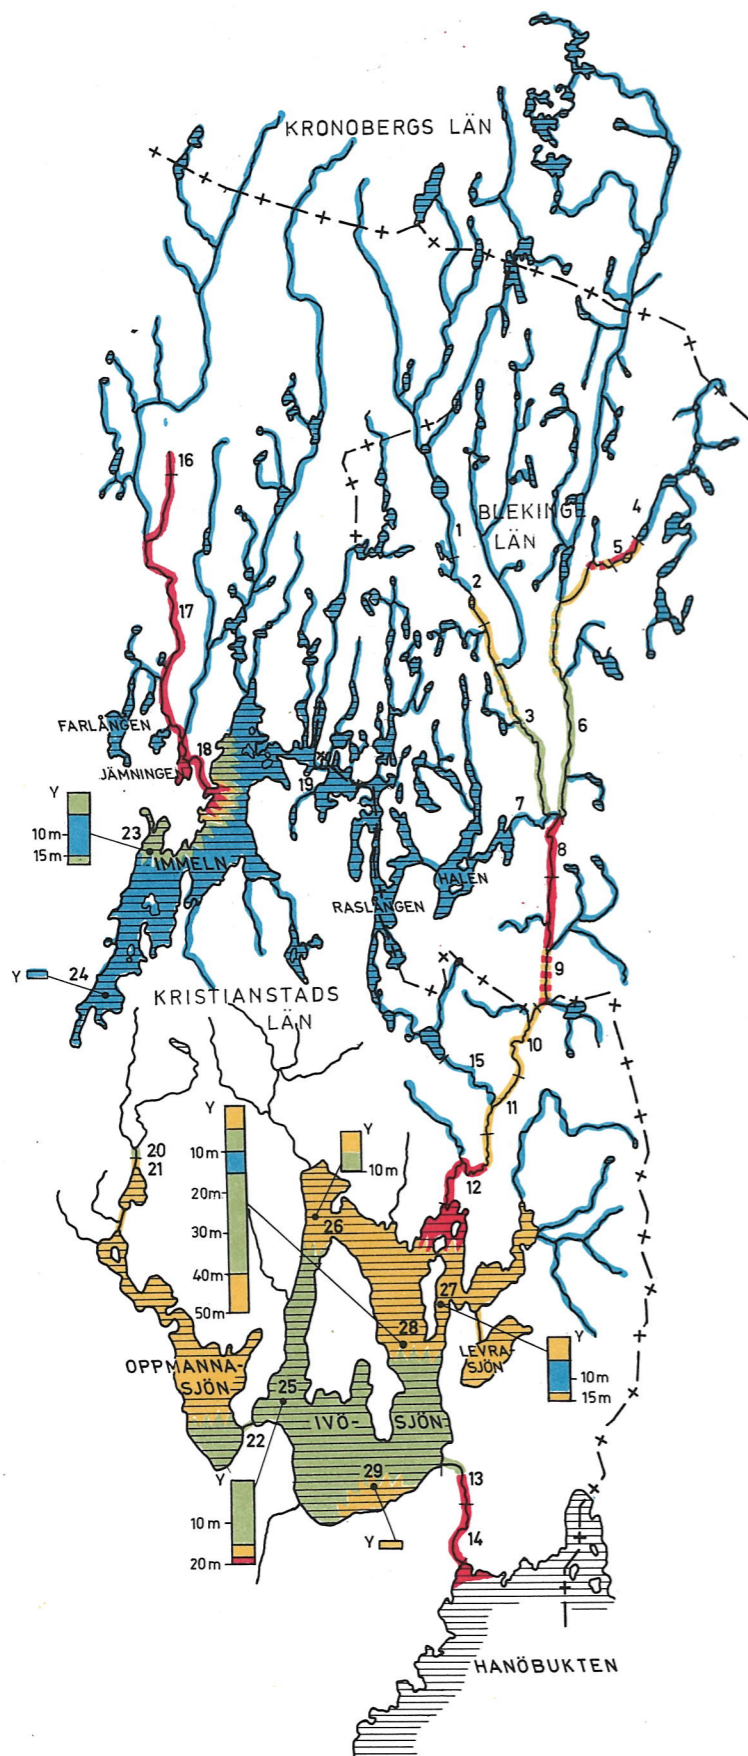 KRONOBERGS LÄN
16
1
BLEKINGE
LÄN
4
5
2
17
3
6
FARLÅNGEN
18
JÄMNINGEN
19
7
8
Y
10m
15m
23
IMMELN
HALEN
RASLÅNGEN
Y
24
9
KRISTIANSTADS
LÄN
10
15
11
Y
10m
20m
30m
40m
50m
Y
10m
20
21
12
26
27
28
LEVRA-
SJÖN
Y
10m
15m
OPPMANNA-
SJÖN
25
22
IVÖ-
SJÖN
Y
10m
20m
29
Y
13
14
HANÖBUKTEN